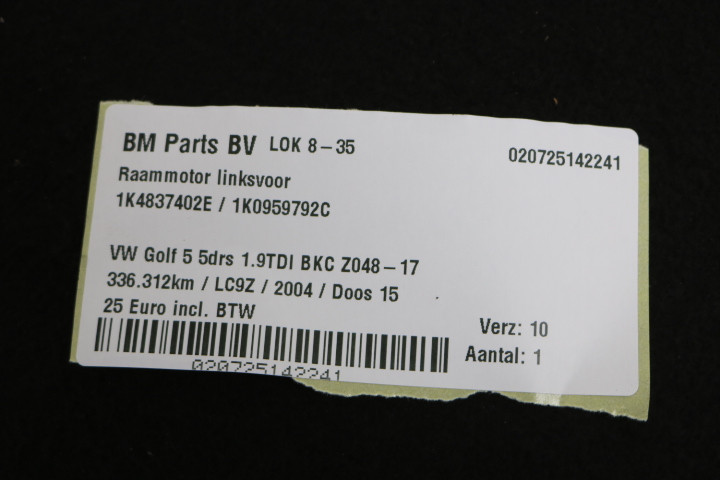 BM Parts BV LOK 8-35 020725142241
Raammotor linksvoor
1K4837402E / 1K0959792C
VW Golf 5 5drs 1.9TDI BKC Z048-17
336.312km / LC9Z / 2004 / Doos 15
25 Euro incl. BTW
Verz: 10
Aantal: 1
020725142241